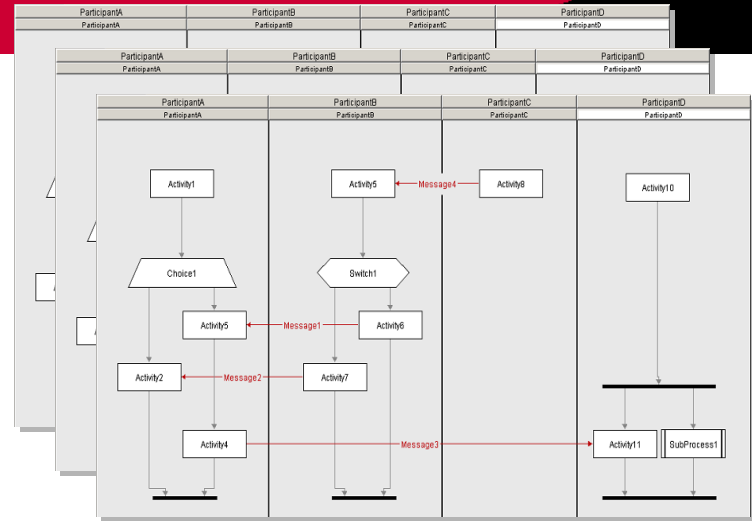 ParticipantA ParticipantB ParticipantC ParticipantD
ParticipantA ParticipantB ParticipantC ParticipantD
ParticipantA ParticipantB ParticipantC ParticipantD
ParticipantA ParticipantB ParticipantC ParticipantD
ParticipantA ParticipantB ParticipantC ParticipantD
ParticipantA ParticipantB ParticipantC ParticipantD
Activity1 Activity5 Message4 Activity8 Activity10
Choice1 Switch1
Activity5 Message1 Activity6
Activity2 Message2 Activity7
Activity4 Message3 Activity11 SubProcess1